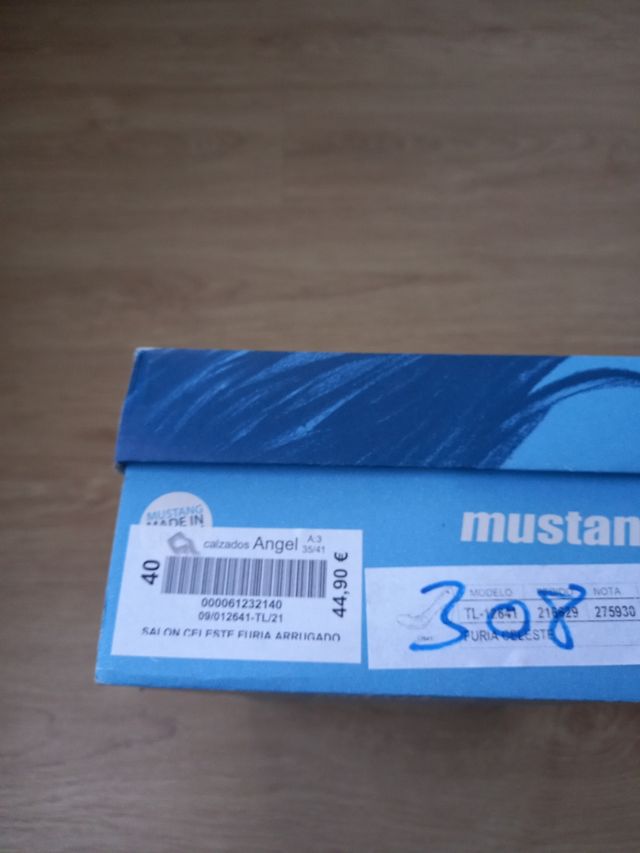 MUSTANG
MADE IN
mustan
calzados Angel
A:3
35/41
40
44,90 €
000061232140
09/012641-TL/21
SALON CELESTE FURIA ARRUGADO
308
MODELO
NOTA
TL-12641
275930
FURIA CELESTE